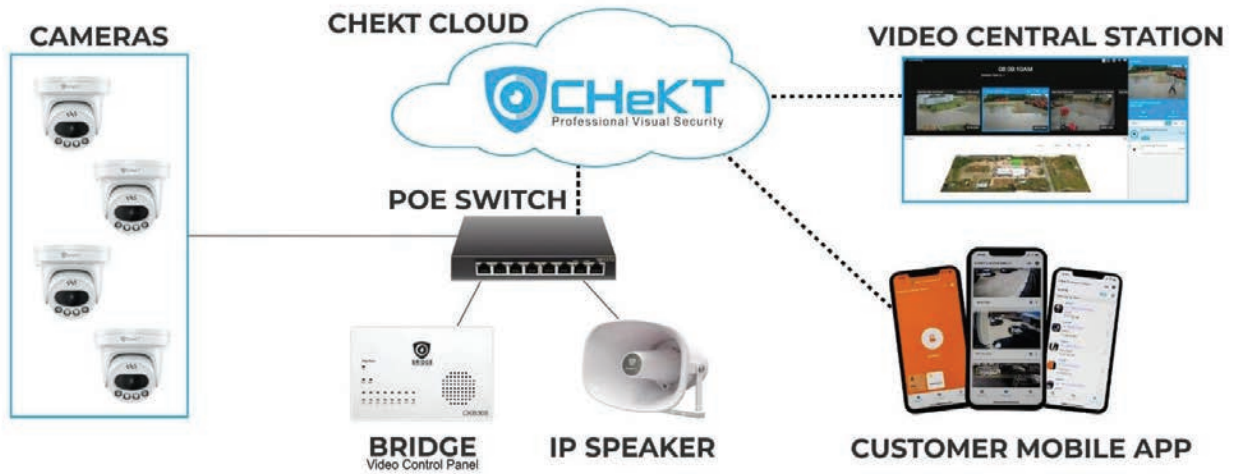 CAMERAS
CHEKT CLOUD
VIDEO CENTRAL STATION
CHeKT
Professional Visual Security
POE SWITCH
BRIDGE
BRIDGE
Video Control Panel
IP SPEAKER
CUSTOMER MOBILE APP